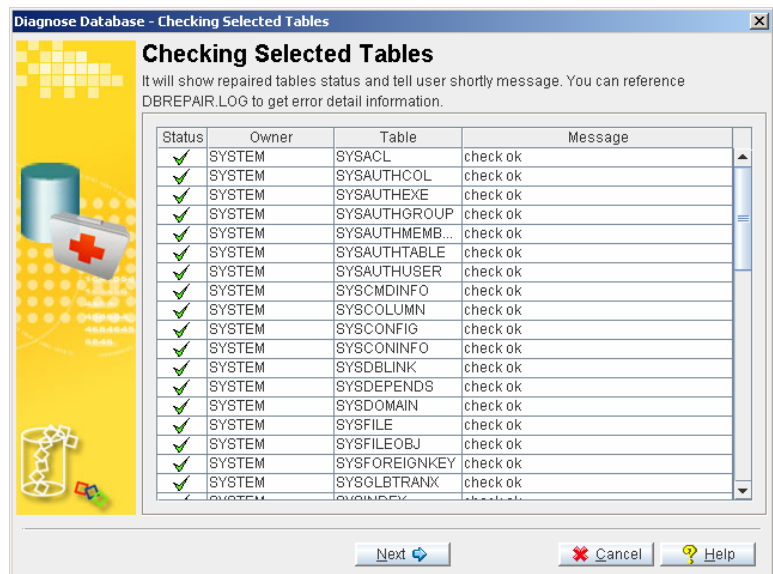 Diagnose Database - Checking Selected Tables
Checking Selected Tables
It will show repaired tables status and tell user shortly message. You can reference
DBREPAIR.LOG to get error detail information.
Status Owner Table Message
SYSTEM SYSACL check ok
SYSTEM SYSAUTHCOL check ok
SYSTEM SYSAUTHEXE check ok
SYSTEM SYSAUTHGROUP check ok
SYSTEM SYSAUTHMEMB... check ok
SYSTEM SYSAUTHTABLE check ok
SYSTEM SYSAUTHUSER check ok
SYSTEM SYSCMDINFO check ok
SYSTEM SYSCOLUMN check ok
SYSTEM SYSCONFIG check ok
SYSTEM SYSCONINFO check ok
SYSTEM SYSDBLINK check ok
SYSTEM SYSDEPENDS check ok
SYSTEM SYSDOMAIN check ok
SYSTEM SYSFILE check ok
SYSTEM SYSFILEOBJ check ok
SYSTEM SYSFOREIGNKEY check ok
SYSTEM SYSGLBTRANX check ok
SYSTEM SYSINDEX check ok
Next Cancel Help